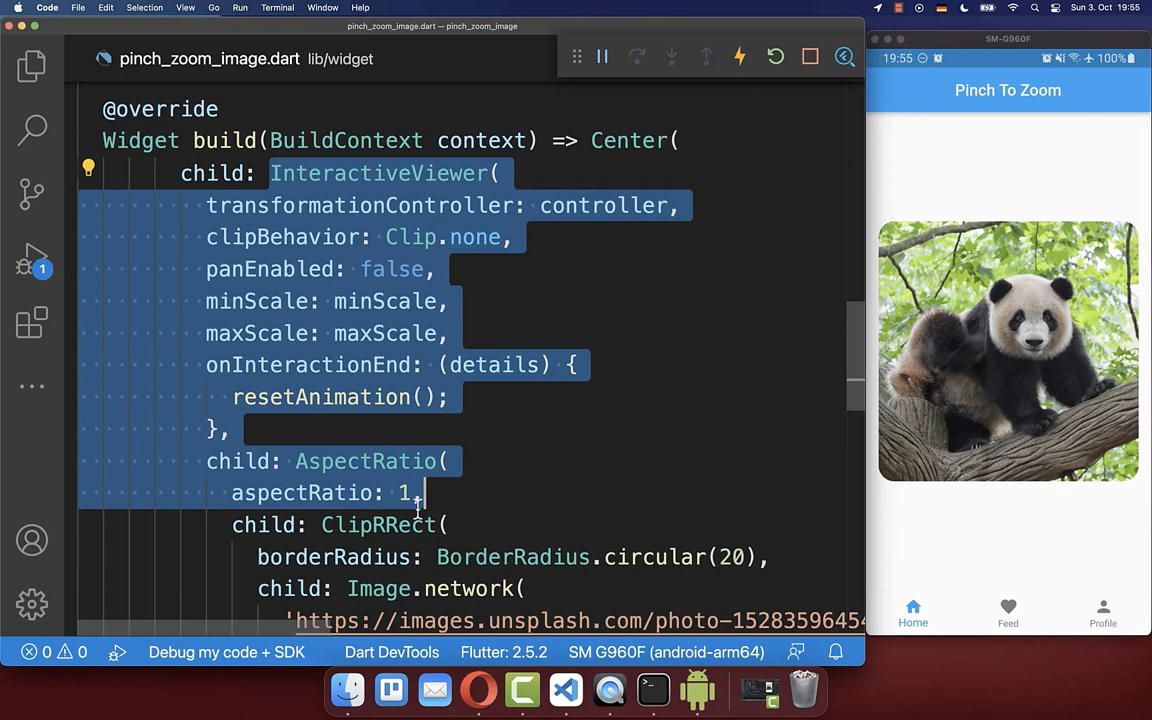 Code File Edit Selection View Go Run Terminal Window Help Sun 3. Oct 19:55
pinch_zoom_image.dart — pinch_zoom_image
SM-G960F
pinch_zoom_image.dart lib/widget
19:55 100%
Pinch To Zoom
@override
Widget build(BuildContext context) => Center(
child: InteractiveViewer(
transformationController: controller,
clipBehavior: Clip.none,
panEnabled: false,
minScale: minScale,
maxScale: maxScale,
onInteractionEnd: (details) {
resetAnimation();
},
child: AspectRatio(
aspectRatio: 1,
child: ClipRRect(
borderRadius: BorderRadius.circular(20),
child: Image.network(
'https://images.unsplash.com/photo-15283596454
1
Home Feed Profile
0 0 Debug my code + SDK Dart DevTools Flutter: 2.5.2 SM G960F (android-arm64)